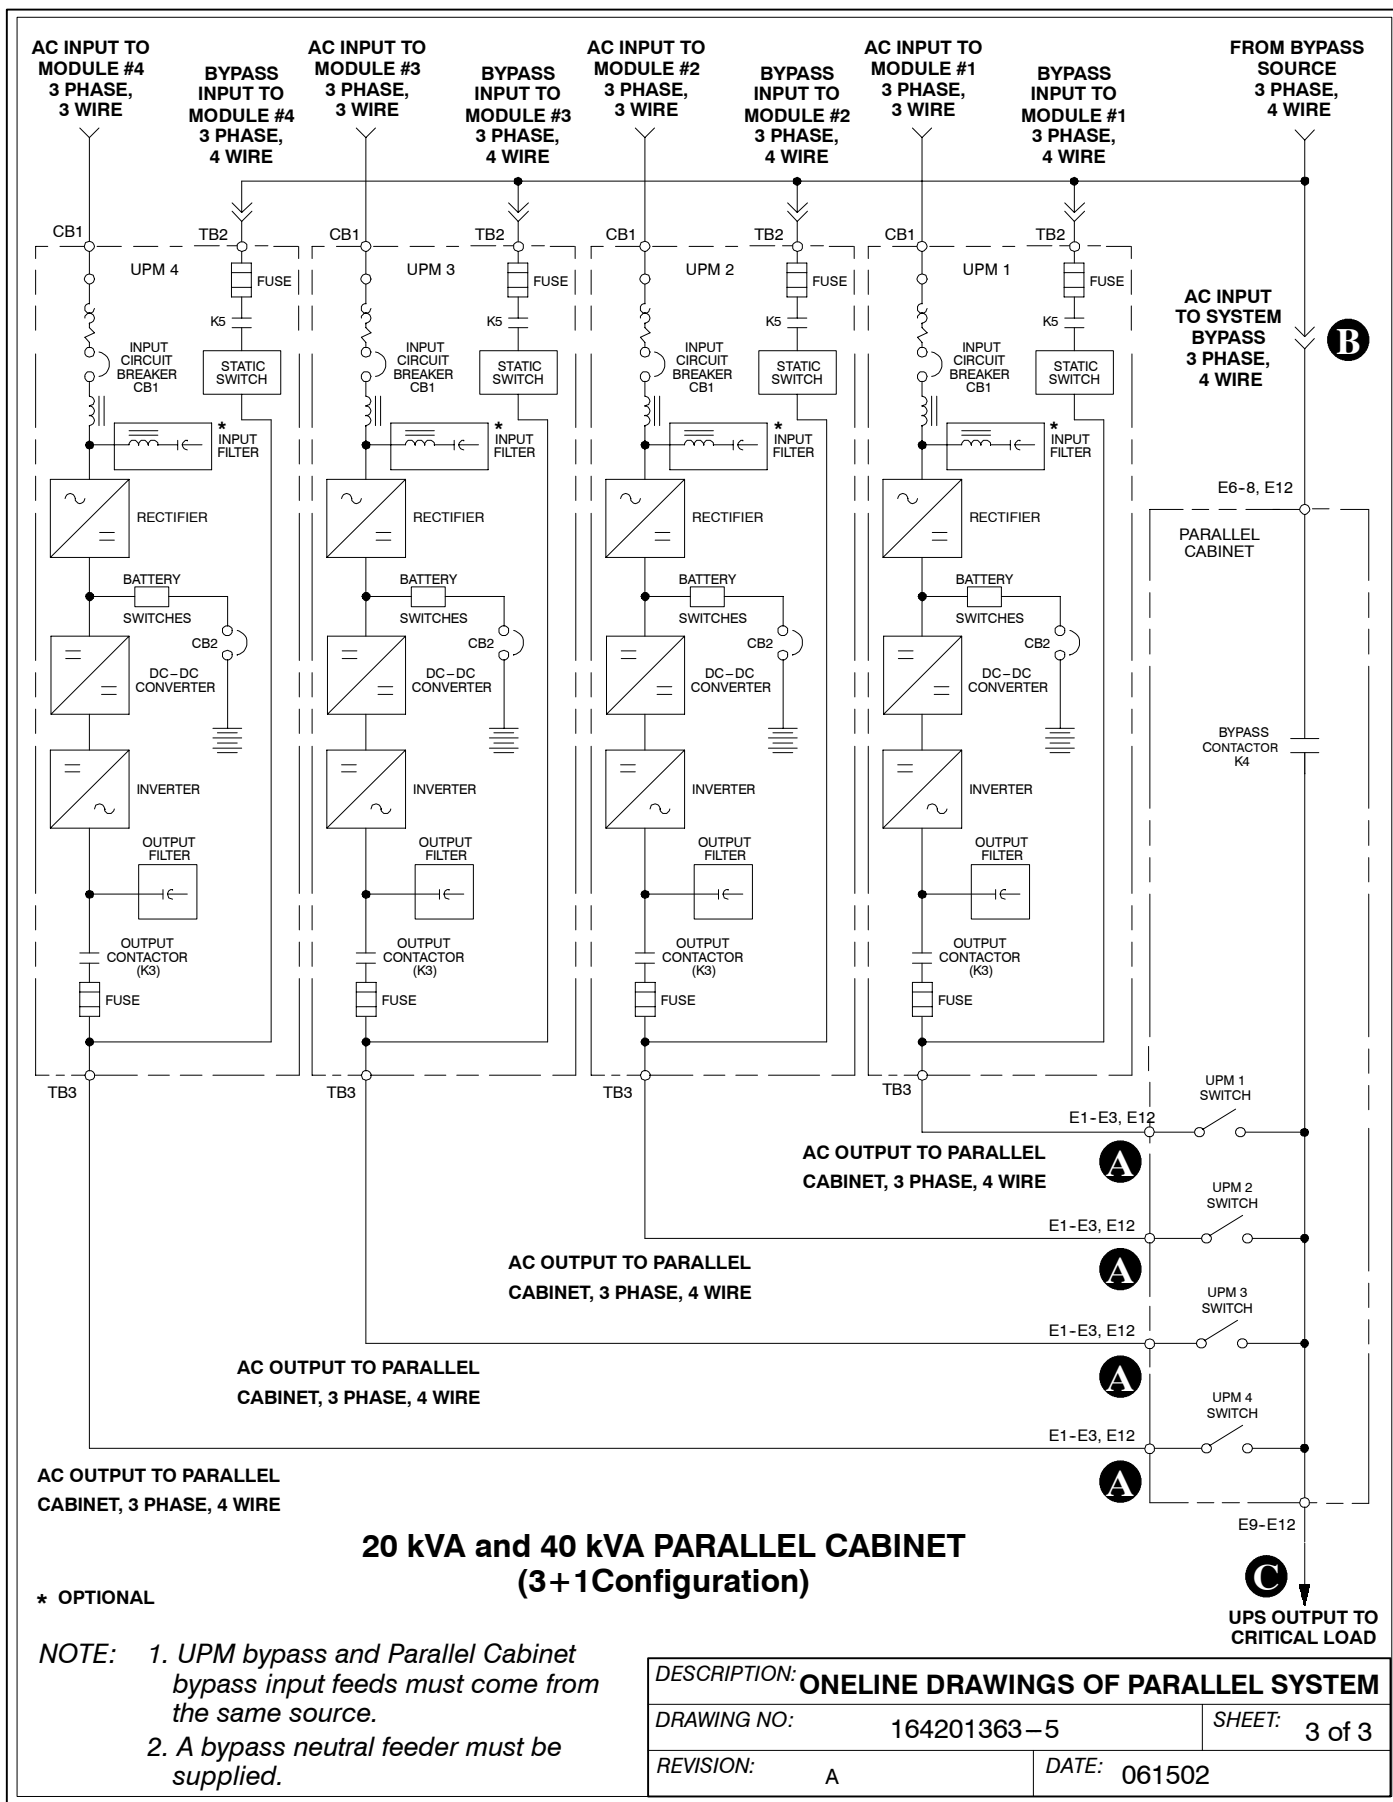 AC INPUT TO
MODULE #4
3 PHASE,
3 WIRE
BYPASS
INPUT TO
MODULE #4
3 PHASE,
4 WIRE
AC INPUT TO
MODULE #3
3 PHASE,
3 WIRE
BYPASS
INPUT TO
MODULE #3
3 PHASE,
4 WIRE
AC INPUT TO
MODULE #2
3 PHASE,
3 WIRE
BYPASS
INPUT TO
MODULE #2
3 PHASE,
4 WIRE
AC INPUT TO
MODULE #1
3 PHASE,
3 WIRE
BYPASS
INPUT TO
MODULE #1
3 PHASE,
4 WIRE
FROM BYPASS
SOURCE
3 PHASE,
4 WIRE
CB1
TB2
UPM 4
FUSE
K5
INPUT
CIRCUIT
BREAKER
CB1
STATIC
SWITCH
*
INPUT
FILTER
RECTIFIER
BATTERY
SWITCHES
CB2
DC-DC
CONVERTER
INVERTER
OUTPUT
FILTER
OUTPUT
CONTACTOR
(K3)
FUSE
TB3
CB1
TB2
UPM 3
FUSE
K5
INPUT
CIRCUIT
BREAKER
CB1
STATIC
SWITCH
*
INPUT
FILTER
RECTIFIER
BATTERY
SWITCHES
CB2
DC-DC
CONVERTER
INVERTER
OUTPUT
FILTER
OUTPUT
CONTACTOR
(K3)
FUSE
TB3
CB1
TB2
UPM 2
FUSE
K5
INPUT
CIRCUIT
BREAKER
CB1
STATIC
SWITCH
*
INPUT
FILTER
RECTIFIER
BATTERY
SWITCHES
CB2
DC-DC
CONVERTER
INVERTER
OUTPUT
FILTER
OUTPUT
CONTACTOR
(K3)
FUSE
TB3
CB1
TB2
UPM 1
FUSE
K5
INPUT
CIRCUIT
BREAKER
CB1
STATIC
SWITCH
*
INPUT
FILTER
RECTIFIER
BATTERY
SWITCHES
CB2
DC-DC
CONVERTER
INVERTER
OUTPUT
FILTER
OUTPUT
CONTACTOR
(K3)
FUSE
TB3
AC INPUT
TO SYSTEM
BYPASS
3 PHASE,
4 WIRE
B
E6-8, E12
PARALLEL
CABINET
BYPASS
CONTACTOR
K4
UPM 1
SWITCH
E1-E3, E12
A
AC OUTPUT TO PARALLEL
CABINET, 3 PHASE, 4 WIRE
UPM 2
SWITCH
E1-E3, E12
A
AC OUTPUT TO PARALLEL
CABINET, 3 PHASE, 4 WIRE
UPM 3
SWITCH
E1-E3, E12
A
AC OUTPUT TO PARALLEL
CABINET, 3 PHASE, 4 WIRE
UPM 4
SWITCH
E1-E3, E12
A
AC OUTPUT TO PARALLEL
CABINET, 3 PHASE, 4 WIRE
E9-E12
C
UPS OUTPUT TO
CRITICAL LOAD
20 kVA and 40 kVA PARALLEL CABINET
(3+1Configuration)
* OPTIONAL
NOTE: 1. UPM bypass and Parallel Cabinet
bypass input feeds must come from
the same source.
2. A bypass neutral feeder must be
supplied.
DESCRIPTION: ONELINE DRAWINGS OF PARALLEL SYSTEM
DRAWING NO: 164201363-5 SHEET: 3 of 3
REVISION: A DATE: 061502